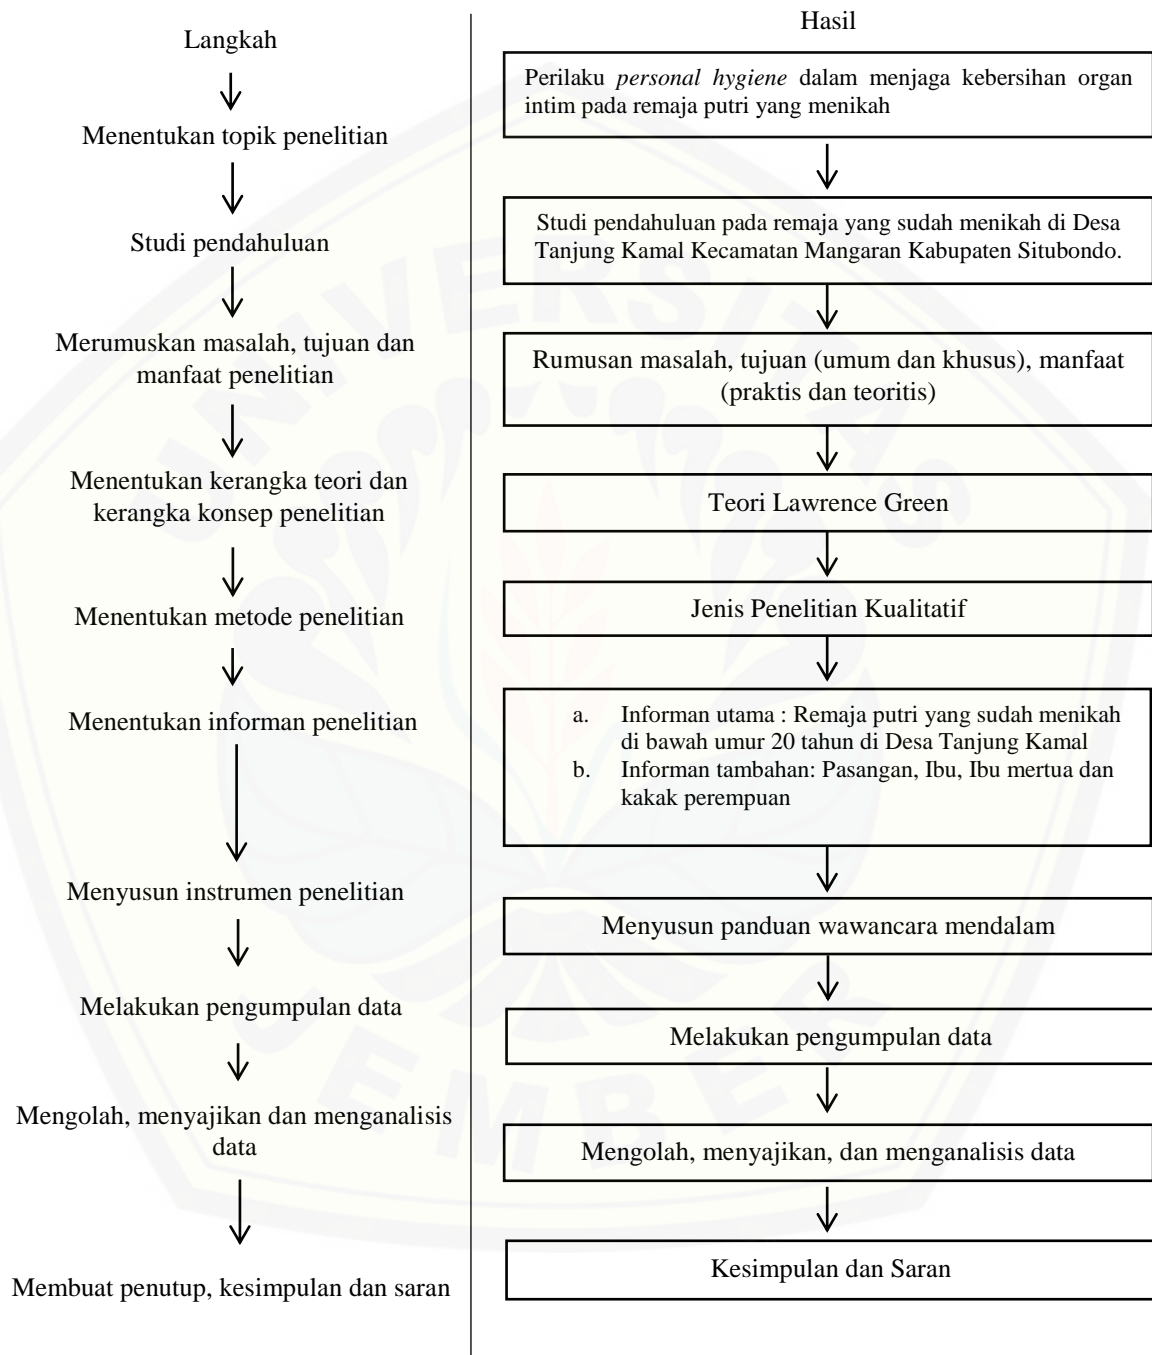 Langkah
Menentukan topik penelitian
Studi pendahuluan
Merumuskan masalah, tujuan dan
manfaat penelitian
Menentukan kerangka teori dan
kerangka konsep penelitian
Menentukan metode penelitian
Menentukan informan penelitian
Menyusun instrumen penelitian
Melakukan pengumpulan data
Mengolah, menyajikan dan menganalisis
data
Membuat penutup, kesimpulan dan saran
Hasil
Perilaku personal hygiene dalam menjaga kebersihan organ
intim pada remaja putri yang menikah
Studi pendahuluan pada remaja yang sudah menikah di Desa
Tanjung Kamal Kecamatan Mangaran Kabupaten Situbondo.
Rumusan masalah, tujuan (umum dan khusus), manfaat
(praktis dan teoritis)
Teori Lawrence Green
Jenis Penelitian Kualitatif
a. Informan utama : Remaja putri yang sudah menikah
di bawah umur 20 tahun di Desa Tanjung Kamal
b. Informan tambahan: Pasangan, Ibu, Ibu mertua dan
kakak perempuan
Menyusun panduan wawancara mendalam
Melakukan pengumpulan data
Mengolah, menyajikan, dan menganalisis data
Kesimpulan dan Saran
UNIVERSITAS
JEMBER